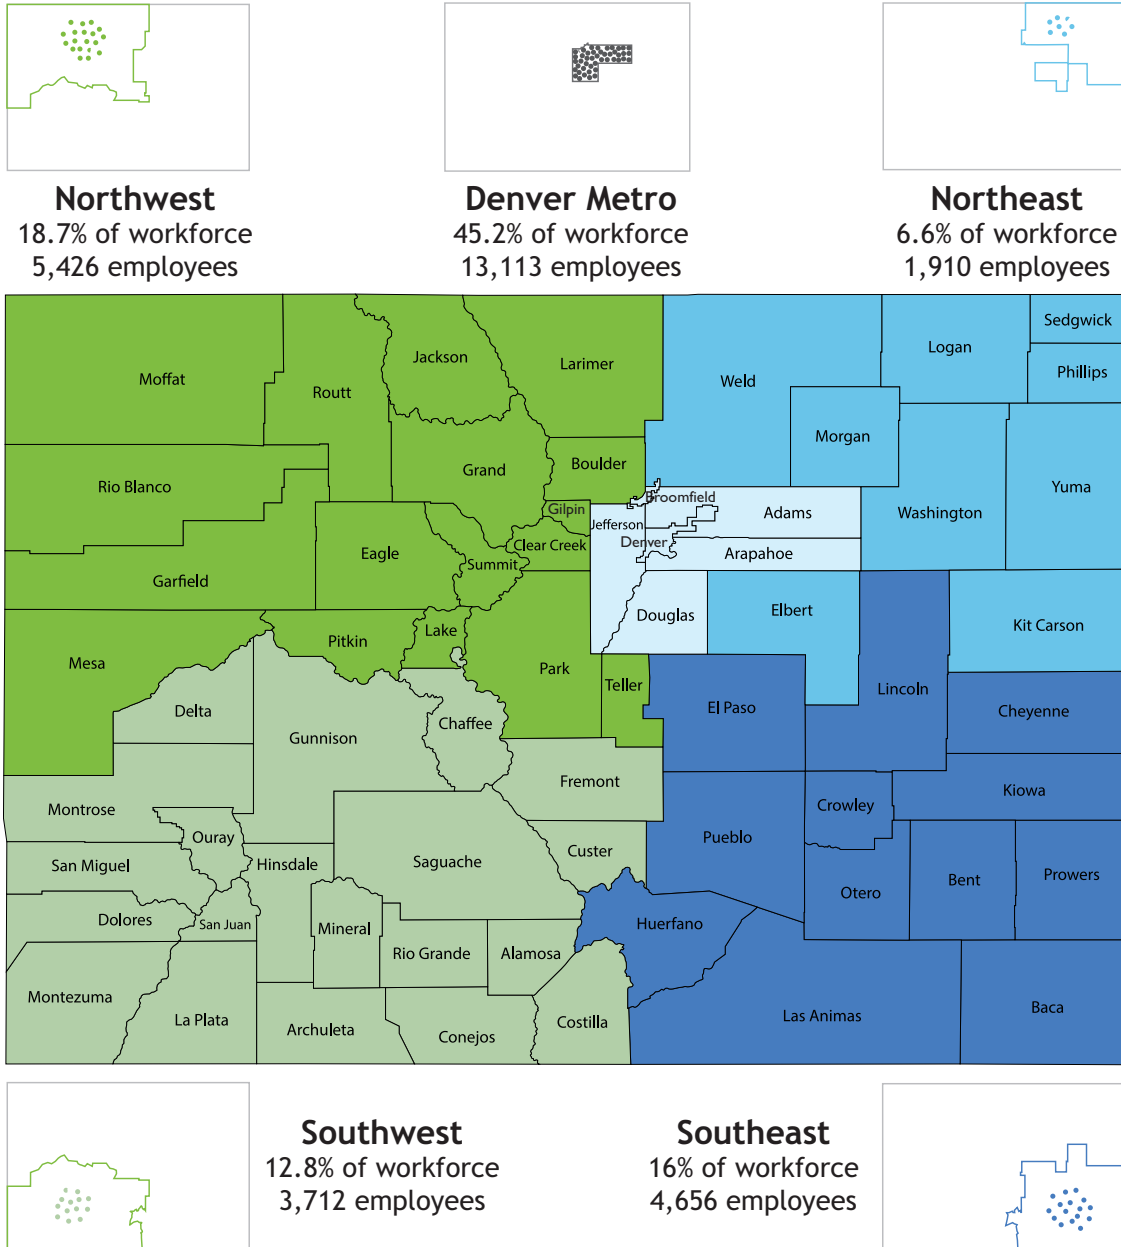 Northwest
18.7% of workforce
5,426 employees
Denver Metro
45.2% of workforce
13,113 employees
Northeast
6.6% of workforce
1,910 employees
Moffat
Routt
Jackson
Larimer
Weld
Logan
Sedgwick
Phillips
Morgan
Rio Blanco
Grand
Boulder
Yuma
Broomfield
Gilpin
Jefferson
Adams
Washington
Denver
Clear Creek
Eagle
Summit
Arapahoe
Garfield
Douglas
Elbert
Kit Carson
Pitkin
Lake
Mesa
Park
Teller
Lincoln
Delta
Gunnison
Chaffee
El Paso
Cheyenne
Fremont
Kiowa
Montrose
Crowley
Ouray
Pueblo
San Miguel
Hinsdale
Saguache
Custer
Otero
Bent
Prowers
Dolores
San Juan
Mineral
Huerfano
Rio Grande
Alamosa
Montezuma
La Plata
Archuleta
Conejos
Costilla
Las Animas
Baca
Southwest
12.8% of workforce
3,712 employees
Southeast
16% of workforce
4,656 employees